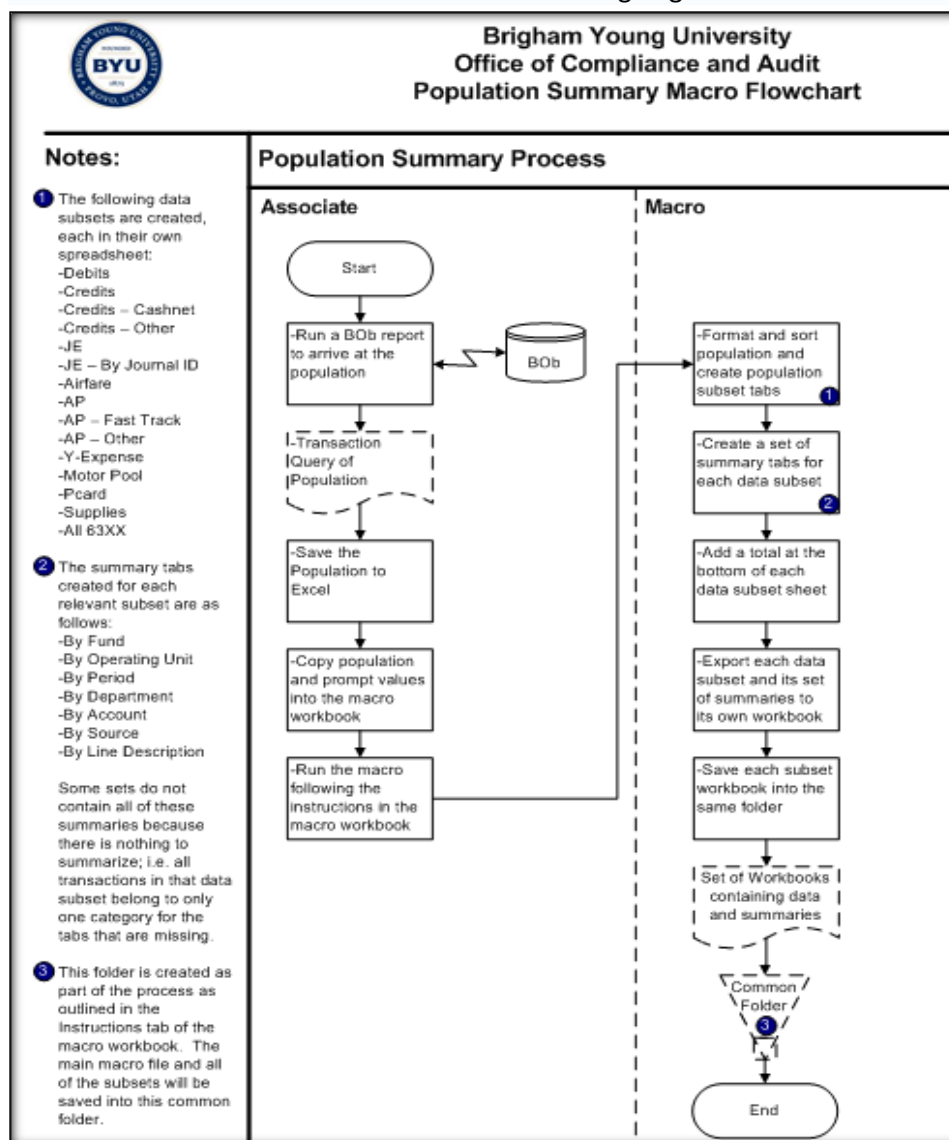 BRIGHAM YOUNG UNIVERSITY
BYU
PROVO, UTAH
Brigham Young University
Office of Compliance and Audit
Population Summary Macro Flowchart
Notes:
1 The following data
subsets are created,
each in their own
spreadsheet:
-Debits
-Credits
-Credits – Cashnet
-Credits – Other
-JE
-JE – By Journal ID
-Airfare
-AP
-AP – Fast Track
-AP – Other
-Y-Expense
-Motor Pool
-Pcard
-Supplies
-All 63XX
2 The summary tabs
created for each
relevant subset are as
follows:
-By Fund
-By Operating Unit
-By Period
-By Department
-By Account
-By Source
-By Line Description
Some sets do not
contain all of these
summaries because
there is nothing to
summarize; i.e. all
transactions in that data
subset belong to only
one category for the
tabs that are missing.
3 This folder is created as
part of the process as
outlined in the
Instructions tab of the
macro workbook. The
main macro file and all
of the subsets will be
saved into this common
folder.
Population Summary Process
Associate
Start
-Run a BOb report
to arrive at the
population
BOb
-Transaction
Query of
Population
-Save the
Population to
Excel
-Copy population
and prompt values
into the macro
workbook
-Run the macro
following the
instructions in the
macro workbook
Macro
-Format and sort
population and
create population
subset tabs
1
-Create a set of
summary tabs for
each data subset
2
-Add a total at the
bottom of each
data subset sheet
-Export each data
subset and its set
of summaries to
its own workbook
-Save each subset
workbook into the
same folder
Set of Workbooks
containing data
and summaries
Common
Folder
3
End